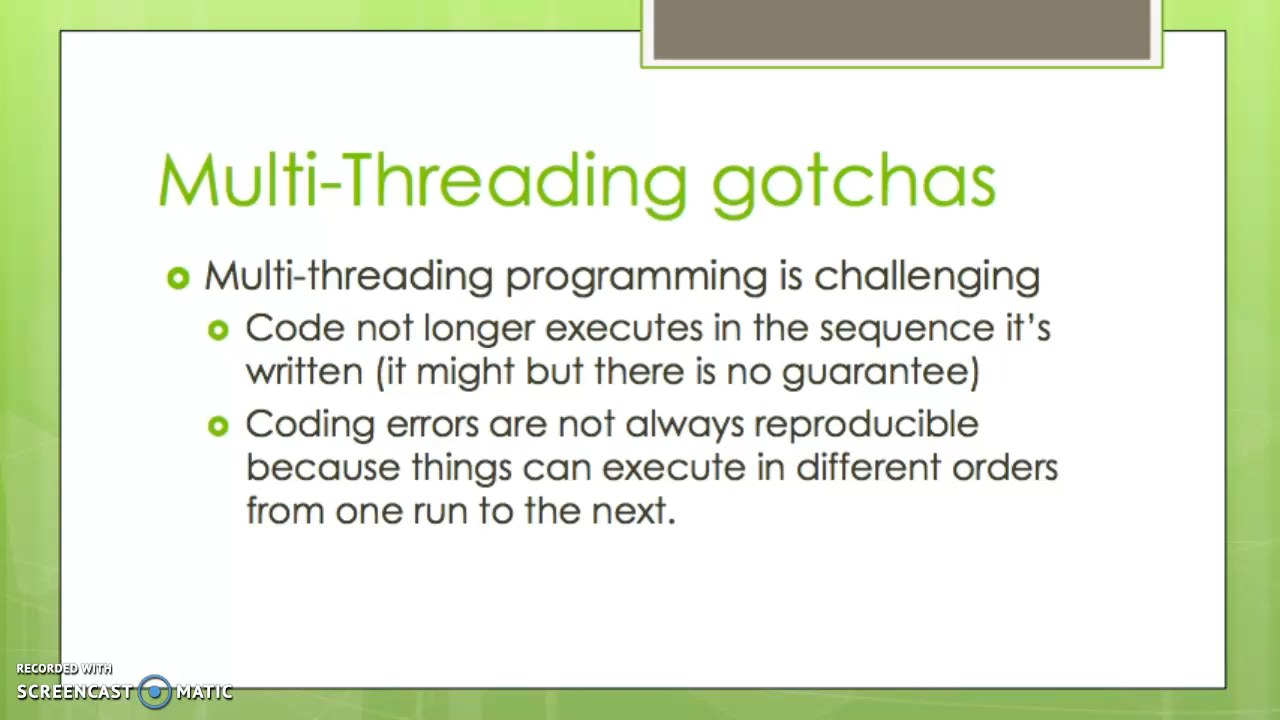 Multi-Threading gotchas
Multi-threading programming is challenging
Code not longer executes in the sequence it's
written (it might but there is no guarantee)
Coding errors are not always reproducible
because things can execute in different orders
from one run to the next.
RECORDED WITH
SCREENCAST MATIC